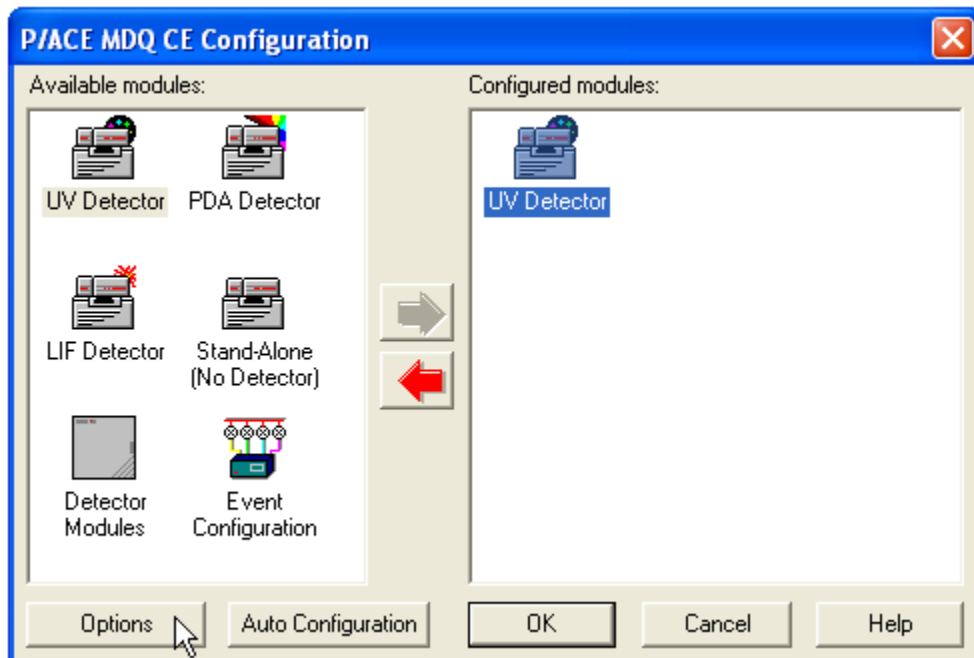 P/ACE MDQ CE Configuration
Available modules:
Configured modules:
UV Detector
PDA Detector
LIF Detector
Stand-Alone
(No Detector)
Detector
Modules
Event
Configuration
UV Detector
Options
Auto Configuration
OK
Cancel
Help